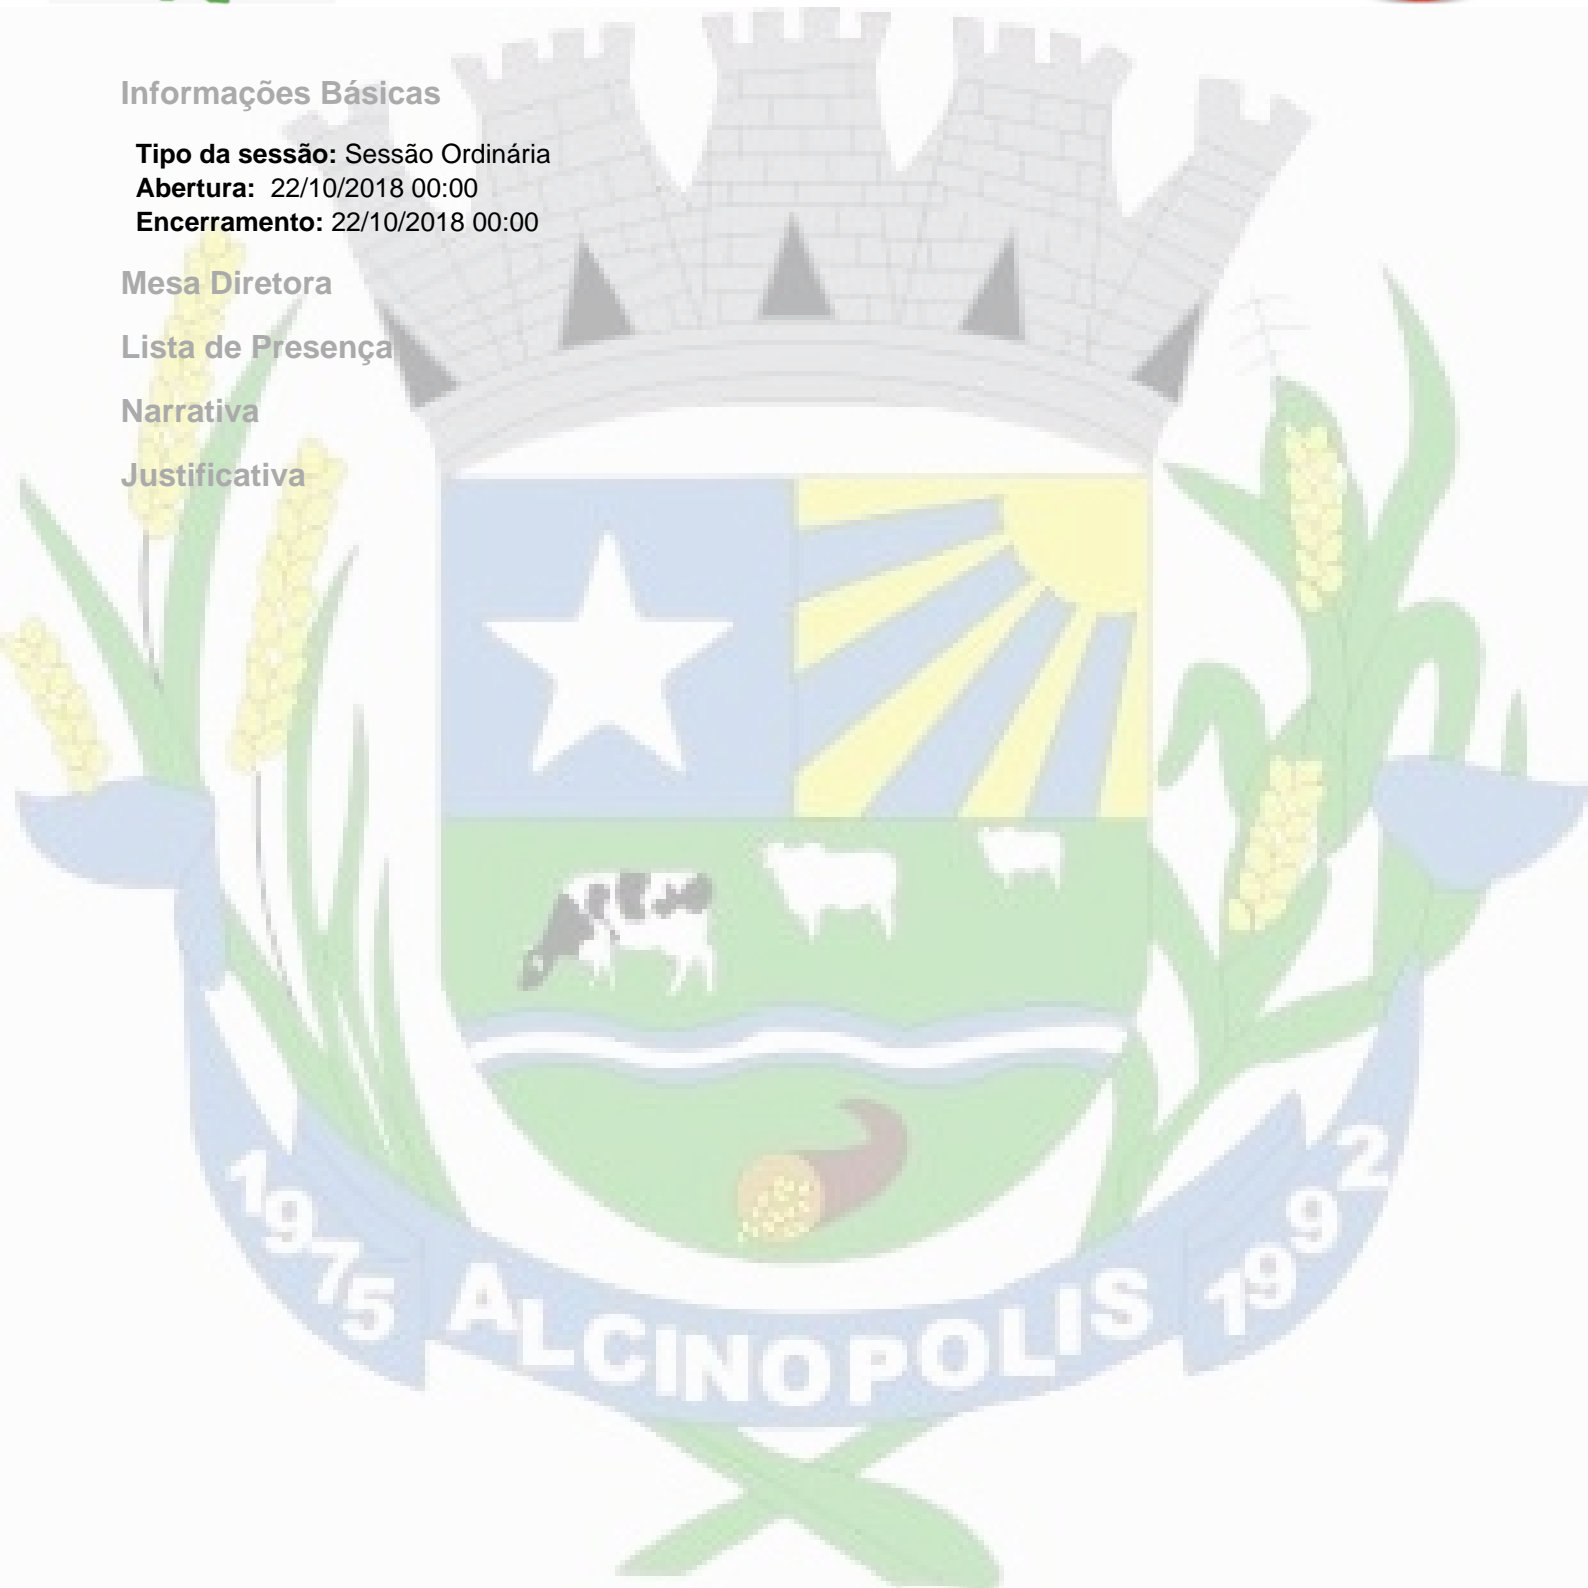 Informações Básicas
Tipo da sessão: Sessão Ordinária
Abertura: 22/10/2018 00:00
Encerramento: 22/10/2018 00:00
Mesa Diretora
Lista de Presença
Narrativa
Justificativa
1975 ALCINOPOLIS 1992